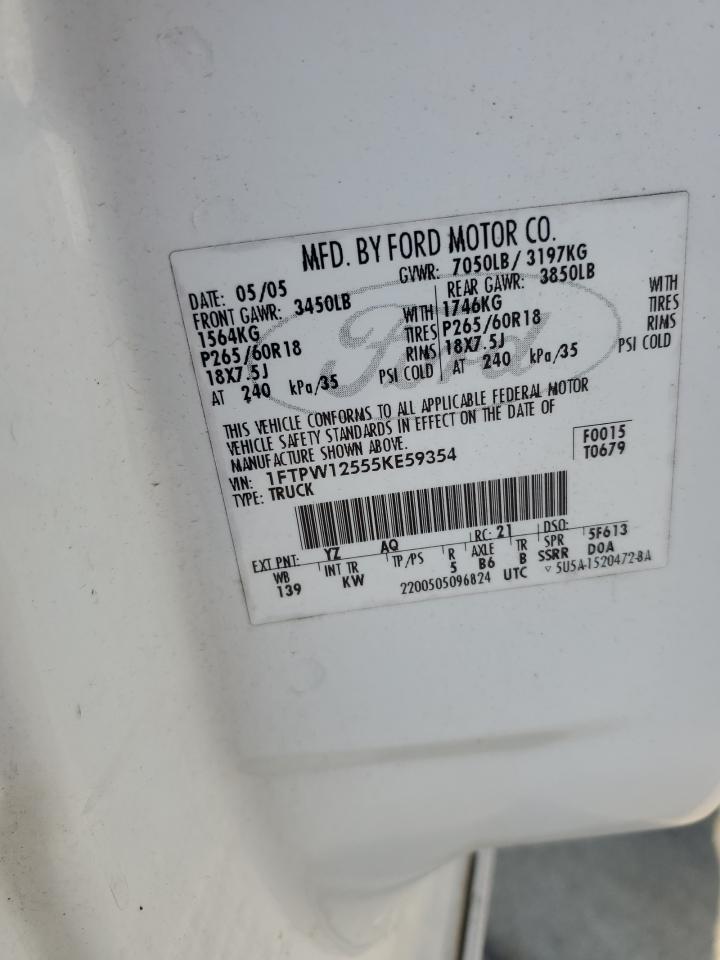 MFD. BY FORD MOTOR CO.
DATE: 05/05 GVWR: 7050LB/ 3197KG
FRONT GAWR: 3450LB REAR GAWR: 3850LB
1564KG WITH 1746KG WITH
P265/60R18 TIRES P265/60R18 TIRES
18X7.5J RIMS 18X7.5J RIMS
AT 240 kPa/35 PSI COLD AT 240 kPa/35 PSI COLD
THIS VEHICLE CONFORMS TO ALL APPLICABLE FEDERAL MOTOR
VEHICLE SAFETY STANDARDS IN EFFECT ON THE DATE OF
MANUFACTURE SHOWN ABOVE.
VIN: 1FTPW12555KE59354 F0015
TYPE: TRUCK T0679
EXT PNT: YZ AQ RC: 21 DSO:
WB INT TR TP/PS R AXLE TR SPR 5F613
139 KW 5 B6 B SSRR DOA
2200505096824 UTC ▽ 5U5A-1520472-BA
Ford